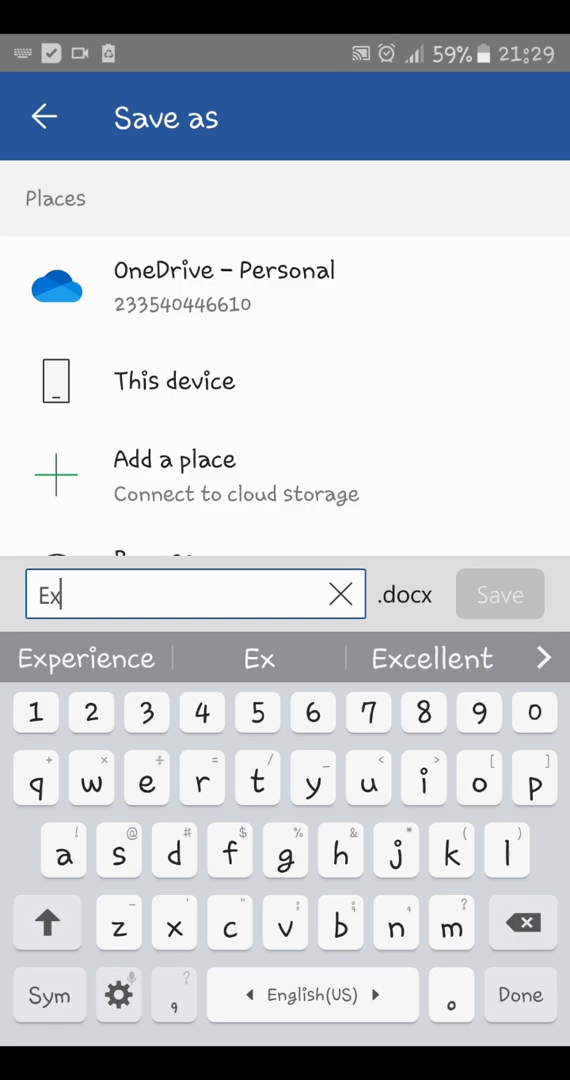 59% 21:29
Save as
Places
OneDrive – Personal
233540446610
This device
Add a place
Connect to cloud storage
Ex .docx Save
Experience Ex Excellent
1 2 3 4 5 6 7 8 9 0
+ × ÷ = / _ < > [ ]
q w e r t y u i o p
! @ # $ % & * ( )
a s d f g h j k l
- ' " : ; , ?
z x c v b n m
?
Sym , English(US) . Done